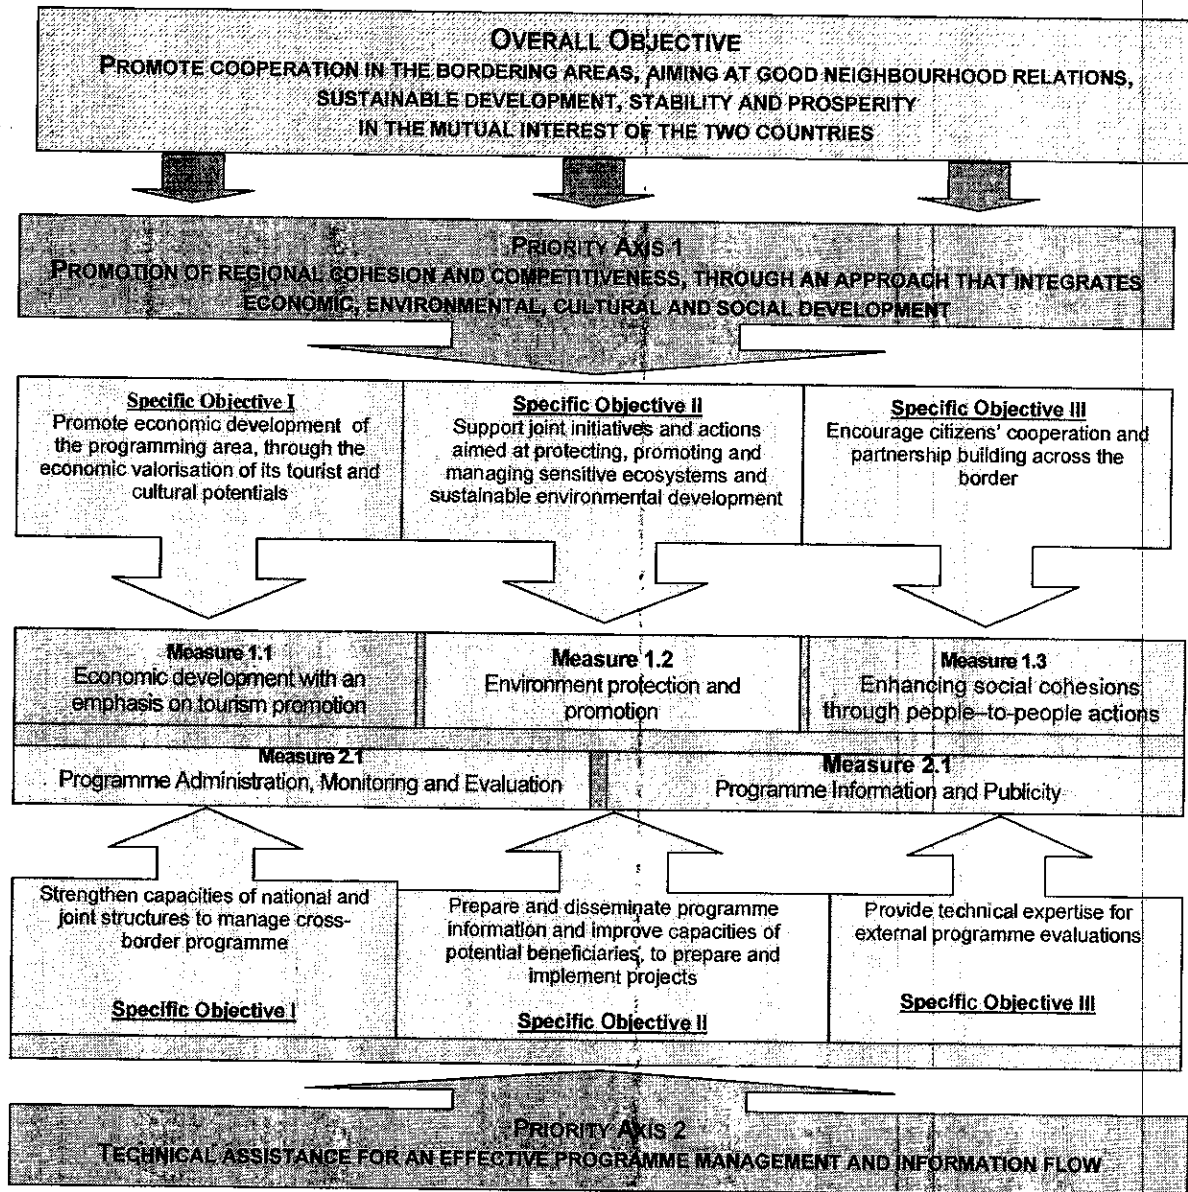 OVERALL OBJECTIVE
PROMOTE COOPERATION IN THE BORDERING AREAS, AIMING AT GOOD NEIGHBOURHOOD RELATIONS,
SUSTAINABLE DEVELOPMENT, STABILITY AND PROSPERITY
IN THE MUTUAL INTEREST OF THE TWO COUNTRIES
PRIORITY AXIS 1
PROMOTION OF REGIONAL COHESION AND COMPETITIVENESS, THROUGH AN APPROACH THAT INTEGRATES
ECONOMIC, ENVIRONMENTAL, CULTURAL AND SOCIAL DEVELOPMENT
Specific Objective I
Promote economic development of
the programming area, through the
economic valorisation of its tourist and
cultural potentials
Specific Objective II
Support joint initiatives and actions
aimed at protecting, promoting and
managing sensitive ecosystems and
sustainable environmental development
Specific Objective III
Encourage citizens' cooperation and
partnership building across the
border
Measure 1.1
Economic development with an
emphasis on tourism promotion
Measure 1.2
Environment protection and
promotion
Measure 1.3
Enhancing social cohesions
through people–to-people actions
Measure 2.1
Programme Administration, Monitoring and Evaluation
Measure 2.1
Programme Information and Publicity
Strengthen capacities of national and
joint structures to manage cross-
border programme
Specific Objective I
Prepare and disseminate programme
information and improve capacities of
potential beneficiaries, to prepare and
implement projects
Specific Objective II
Provide technical expertise for
external programme evaluations
Specific Objective III
PRIORITY AXIS 2
TECHNICAL ASSISTANCE FOR AN EFFECTIVE PROGRAMME MANAGEMENT AND INFORMATION FLOW